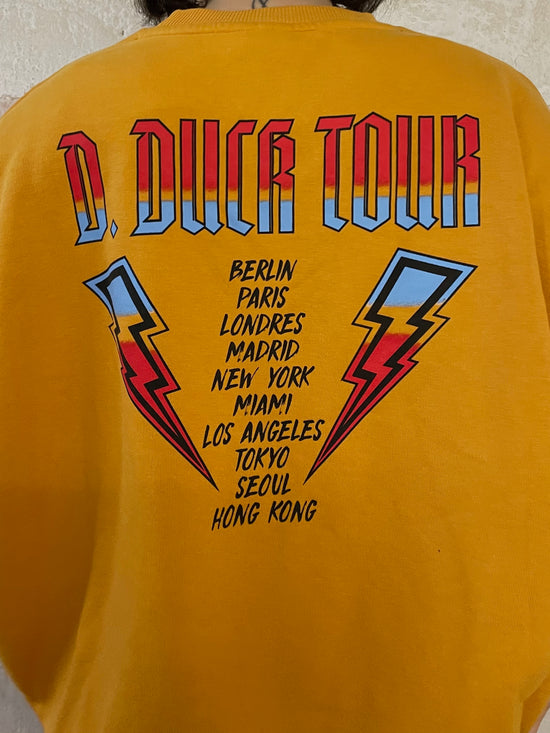 D. DUCK TOUR
BERLIN
PARIS
LONDRES
MADRID
NEW YORK
MIAMI
LOS ANGELES
TOKYO
SEOUL
HONG KONG